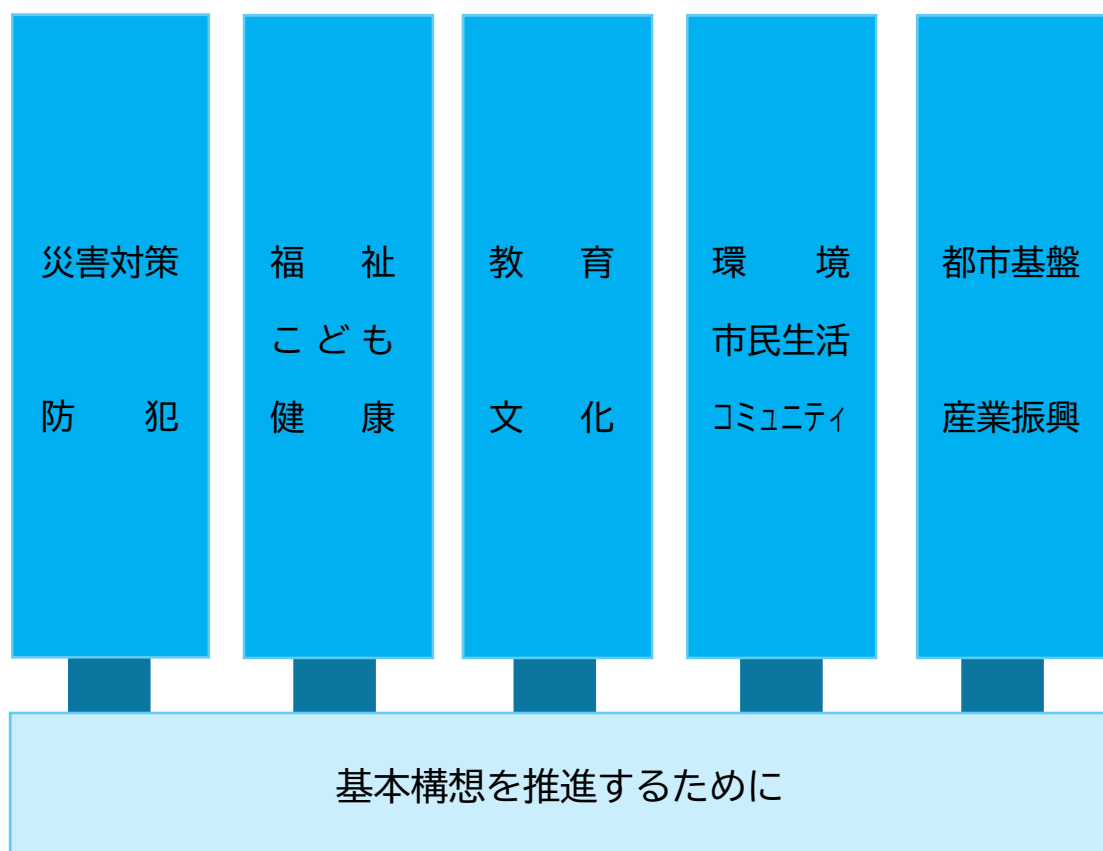 災害対策
防　　犯
福　　祉
こ ど も
健　　康
教　　育
文　　化
環　　境
市民生活
コミュニティ
都市基盤
産業振興
基本構想を推進するために